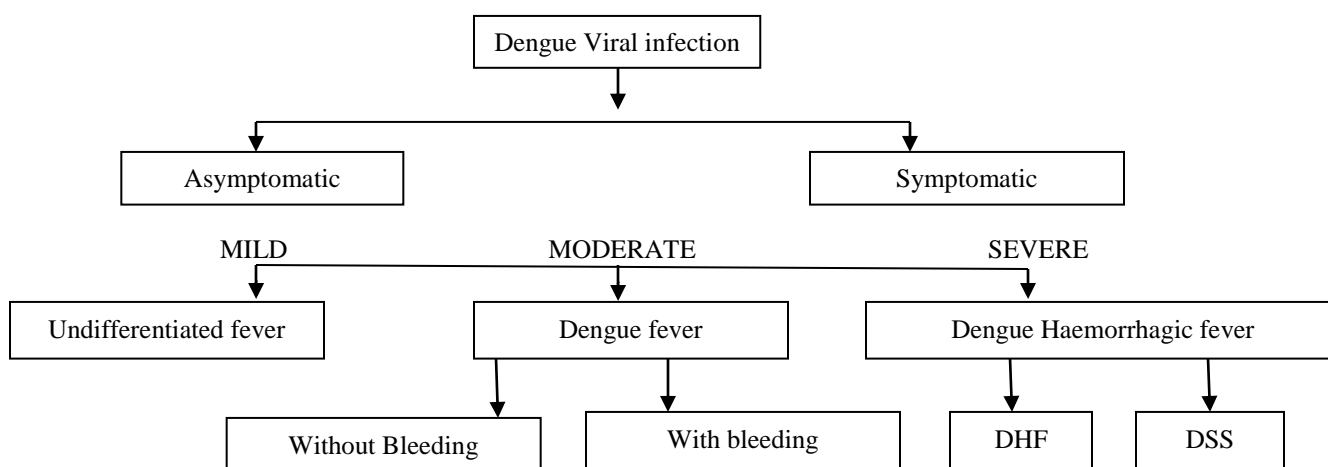 Dengue Viral infection
Asymptomatic
Symptomatic
MILD
MODERATE
SEVERE
Undifferentiated fever
Dengue fever
Dengue Haemorrhagic fever
Without Bleeding
With bleeding
DHF
DSS